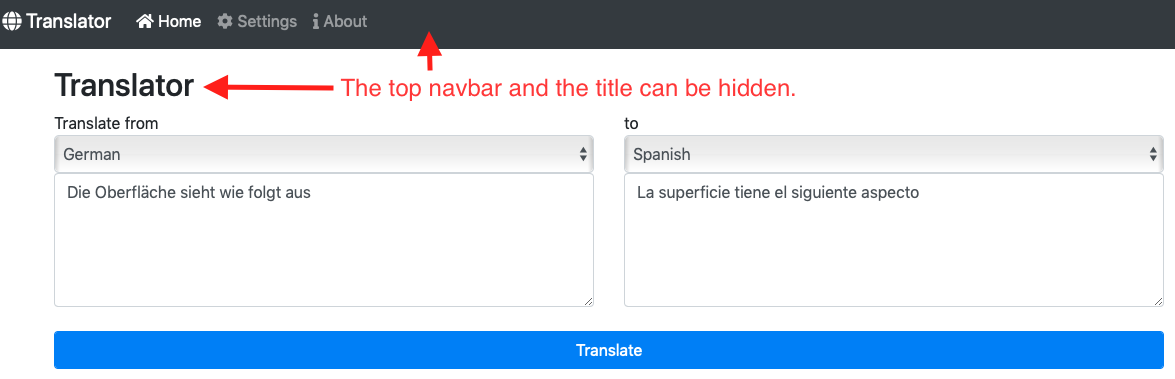 Translator Home Settings About
Translator
The top navbar and the title can be hidden.
Translate from to
German Spanish
Die Oberfläche sieht wie folgt aus La superficie tiene el siguiente aspecto
Translate